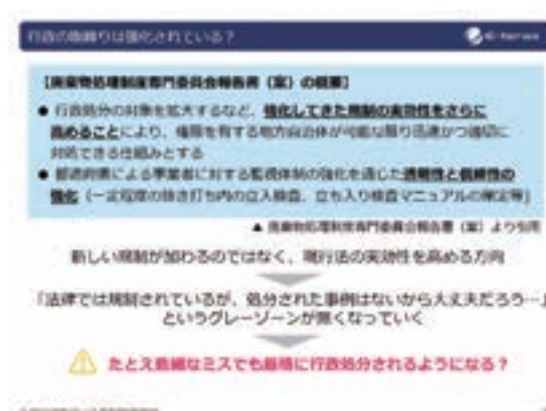 行政の取締りは強化されている？
【廃棄物処理制度専門委員会報告書（案）の概要】
● 行政処分の対象を拡大するなど、強化してきた規制の実効性をさらに
高めることにより、権限を有する地方自治体が可能な限り迅速かつ適切に
対処できる仕組みとする
● 都道府県による事業者に対する監視体制の強化を通じた透明性と信頼性の
強化（一定程度の抜き打ち内の立入検査、立ち入り検査マニュアルの策定等）
▲ 廃棄物処理制度専門委員会報告書（案）より引用
新しい規制が加わるのではなく、現行法の実効性を高める方向
「法律では規制されているが、処分された事例はないから大丈夫だろう…」
というグレーゾーンが無くなっていく
たとえ些細なミスでも厳格に行政処分されるようになる？